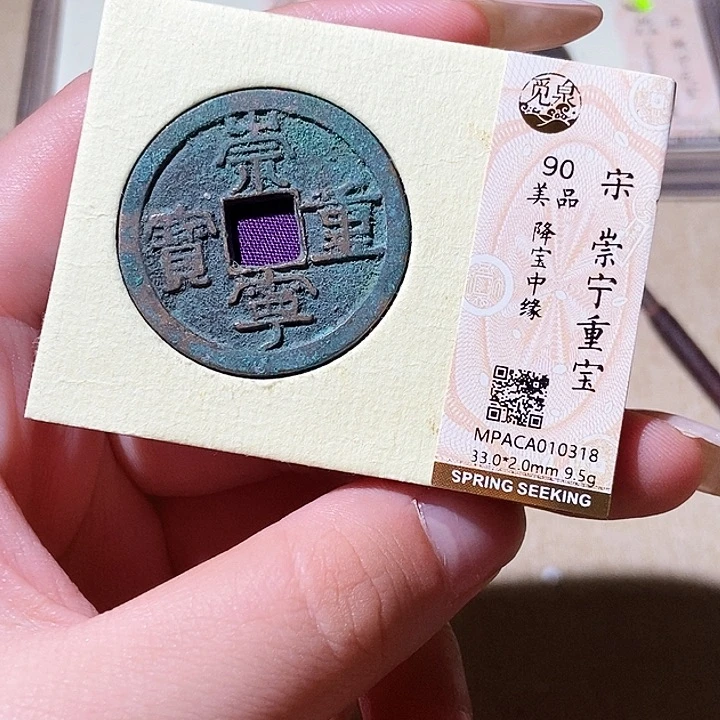 崇
重
寶
寧
觅泉
90
美品
降宝中缘
宋 崇宁重宝
MPACA010318
33.0*2.0mm 9.5g
SPRING SEEKING